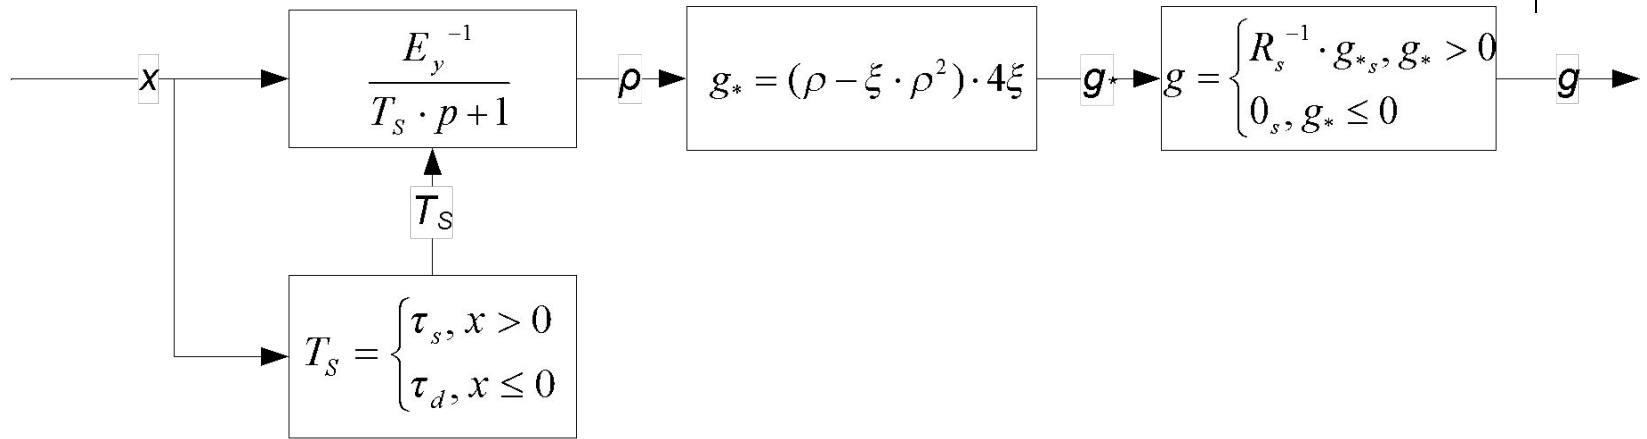 x
E_y^{-1}
T_S · p + 1
ρ
g_* = (ρ − ξ · ρ^2) · 4ξ
g_*
g = { R_s^{-1} · g_{*s}, g_* > 0
0_s, g_* ≤ 0
g
T_S
T_S = { τ_s, x > 0
τ_d, x ≤ 0